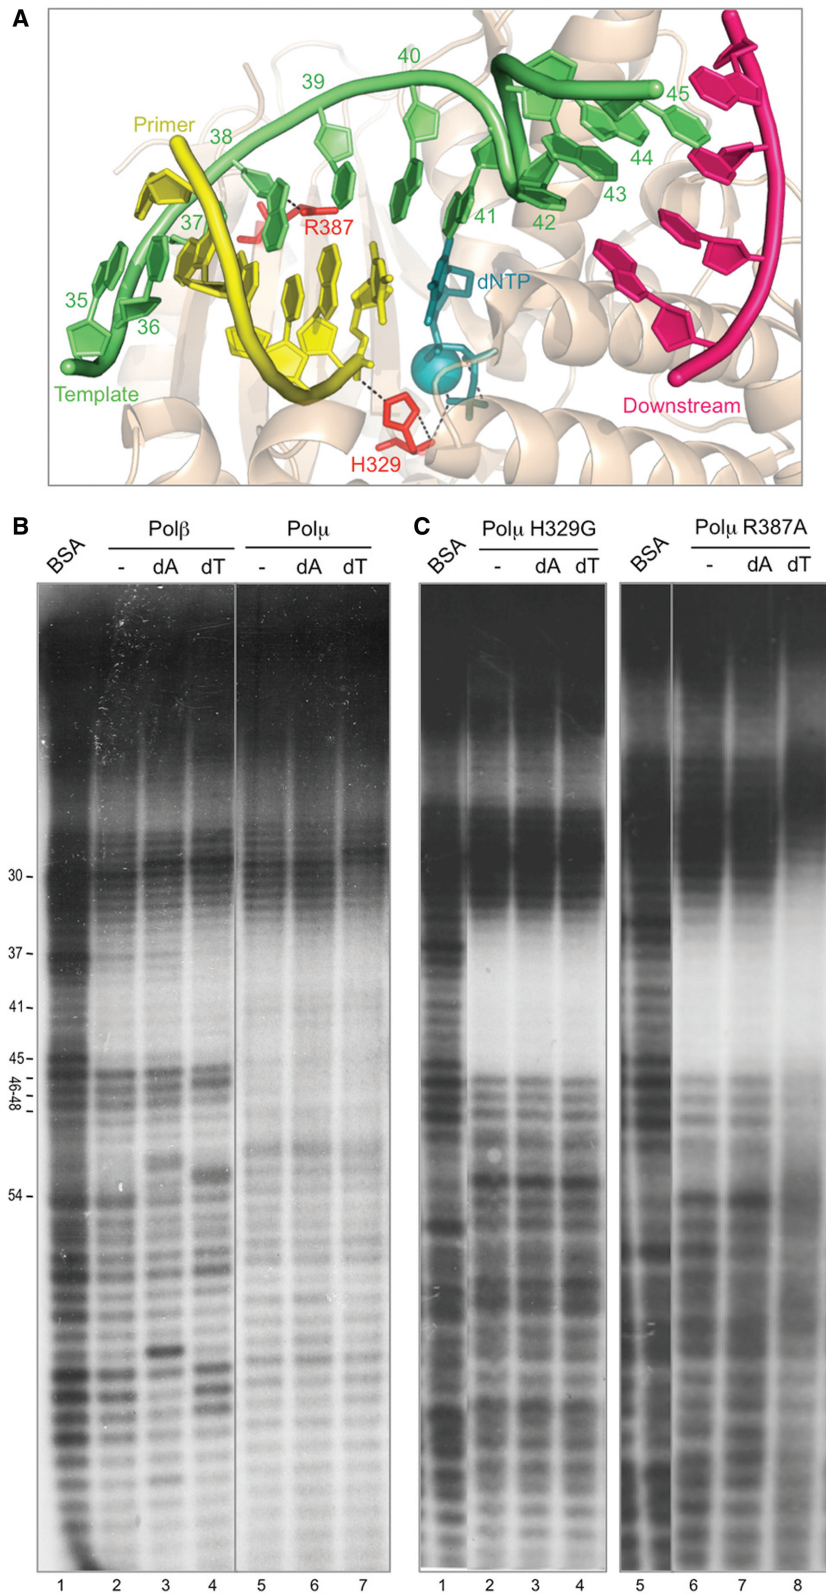 A
40
39
45
Primer
38
44
43
37
R387
41
42
dNTP
35
36
Template
Downstream
H329
B
C
BSA
Polβ
Polμ
- dA dT - dA dT
BSA
Polμ H329G
- dA dT
BSA
Polμ R387A
- dA dT
30
37
41
45
46-
48
54
1 2 3 4 5 6 7
1 2 3 4 5 6 7 8